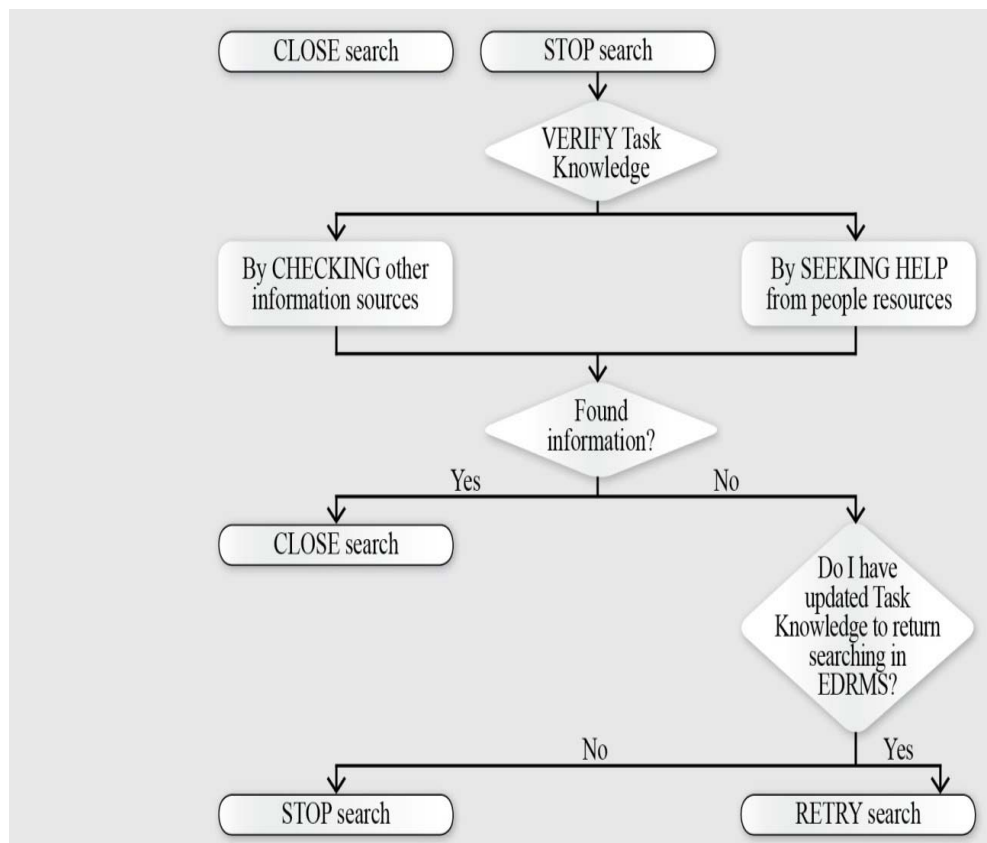 CLOSE search
STOP search
VERIFY Task
Knowledge
By CHECKING other
information sources
By SEEKING HELP
from people resources
Found
information?
Yes
No
CLOSE search
Do I have
updated Task
Knowledge to return
searching in
EDRMS?
No
Yes
STOP search
RETRY search